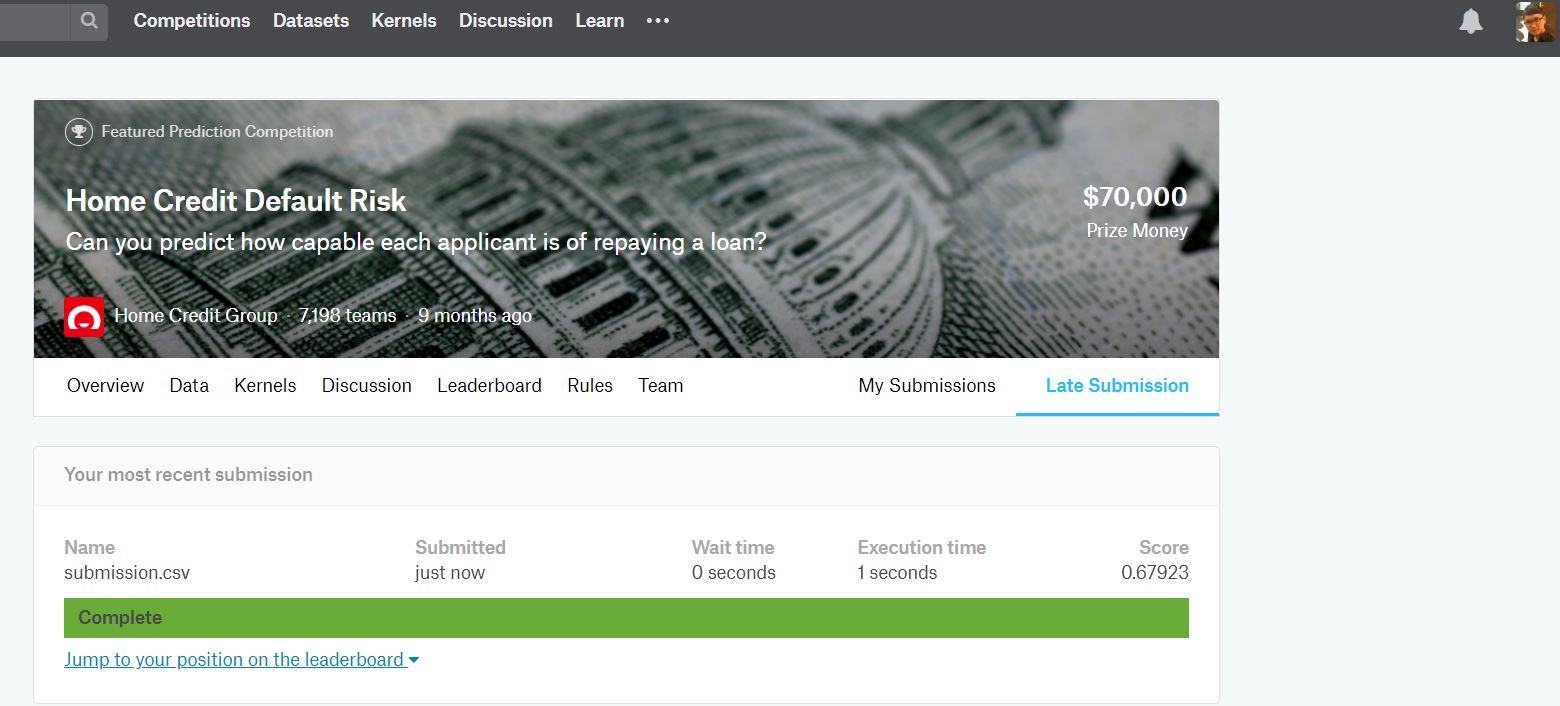 Competitions Datasets Kernels Discussion Learn •••
Featured Prediction Competition
Home Credit Default Risk
Can you predict how capable each applicant is of repaying a loan?
$70,000
Prize Money
Home Credit Group · 7,198 teams · 9 months ago
Overview Data Kernels Discussion Leaderboard Rules Team My Submissions Late Submission
Your most recent submission
Name Submitted Wait time Execution time Score
submission.csv just now 0 seconds 1 seconds 0.67923
Complete
Jump to your position on the leaderboard